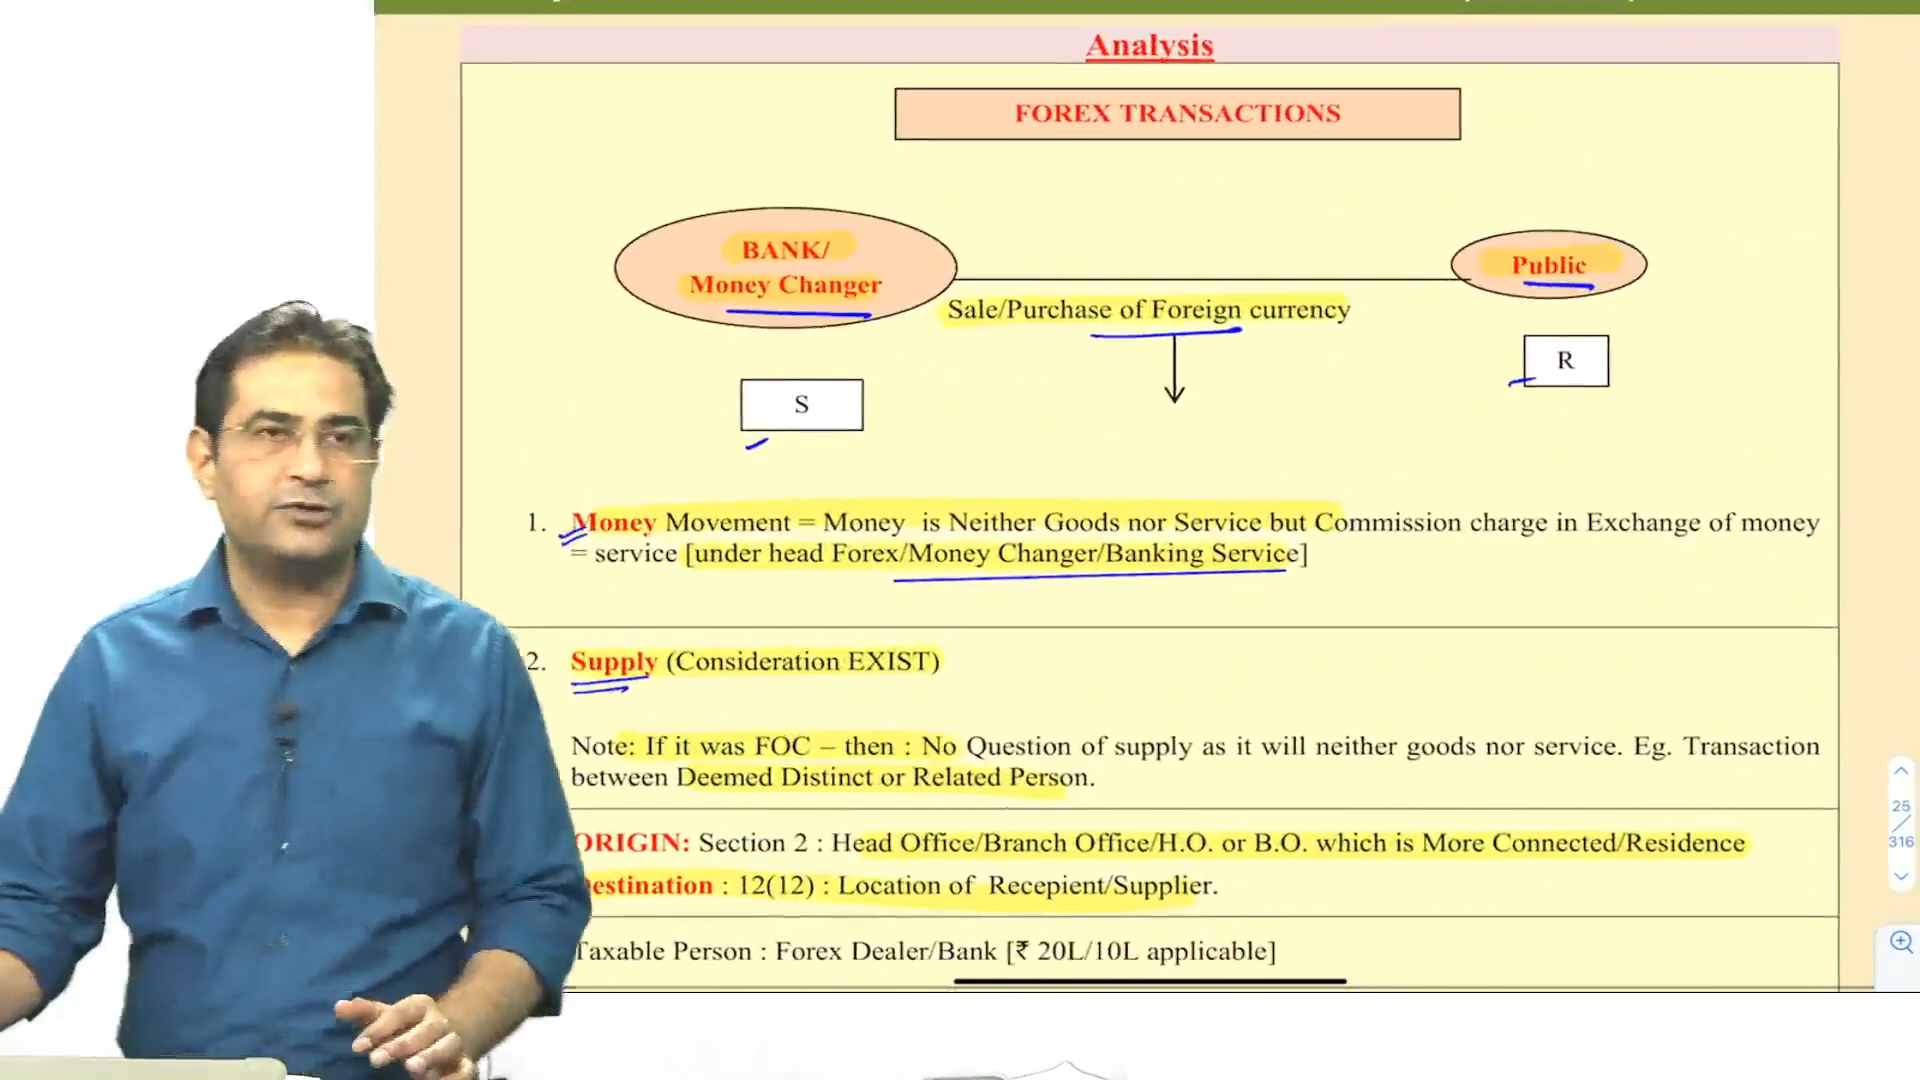 Analysis
FOREX TRANSACTIONS
BANK/
Money Changer
Public
Sale/Purchase of Foreign currency
R
S
1. Money Movement = Money is Neither Goods nor Service but Commission charge in Exchange of money
= service [under head Forex/Money Changer/Banking Service]
2. Supply (Consideration EXIST)
Note: If it was FOC – then : No Question of supply as it will neither goods nor service. Eg. Transaction
between Deemed Distinct or Related Person.
ORIGIN: Section 2 : Head Office/Branch Office/H.O. or B.O. which is More Connected/Residence
Destination : 12(12) : Location of Recepient/Supplier.
Taxable Person : Forex Dealer/Bank [₹ 20L/10L applicable]
25
316